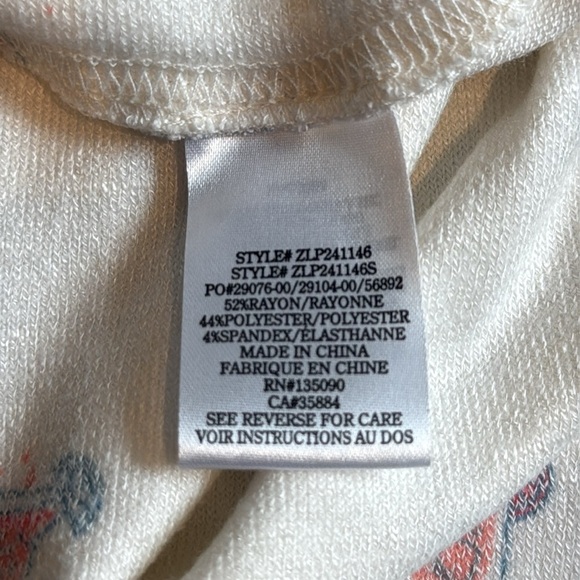 STYLE# ZLP241146
STYLE# ZLP241146S
PO#29076-00/29104-00/56892
52%RAYON/RAYONNE
44%POLYESTER/POLYESTER
4%SPANDEX/ÉLASTHANNE
MADE IN CHINA
FABRIQUE EN CHINE
RN#135090
CA#35884
SEE REVERSE FOR CARE
VOIR INSTRUCTIONS AU DOS